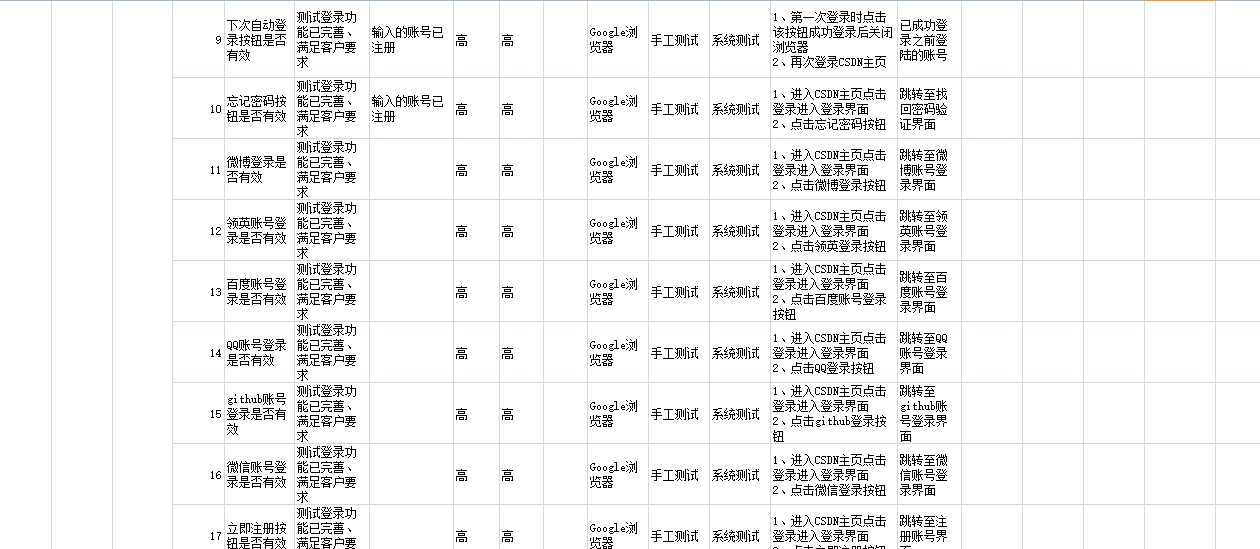 9
下次自动登
录按钮是否
有效
测试登录功
能已完善、
满足客户要
求
输入的账号已
注册
高
高
Google浏
览器
手工测试
系统测试
1、第一次登录时点击
该按钮成功登录后关闭
浏览器
2、再次登录CSDN主页
已成功登
录之前登
陆的账号
10
忘记密码按
钮是否有效
测试登录功
能已完善、
满足客户要
求
输入的账号已
注册
高
高
Google浏
览器
手工测试
系统测试
1、进入CSDN主页点击
登录进入登录界面
2、点击忘记密码按钮
跳转至找
回密码验
证界面
11
微博登录是
否有效
测试登录功
能已完善、
满足客户要
求
高
高
Google浏
览器
手工测试
系统测试
1、进入CSDN主页点击
登录进入登录界面
2、点击微博登录按钮
跳转至微
博账号登
录界面
12
领英账号登
录是否有效
测试登录功
能已完善、
满足客户要
求
高
高
Google浏
览器
手工测试
系统测试
1、进入CSDN主页点击
登录进入登录界面
2、点击领英登录按钮
跳转至领
英账号登
录界面
13
百度账号登
录是否有效
测试登录功
能已完善、
满足客户要
求
高
高
Google浏
览器
手工测试
系统测试
1、进入CSDN主页点击
登录进入登录界面
2、点击百度账号登录
按钮
跳转至百
度账号登
录界面
14
QQ账号登录
是否有效
测试登录功
能已完善、
满足客户要
求
高
高
Google浏
览器
手工测试
系统测试
1、进入CSDN主页点击
登录进入登录界面
2、点击QQ登录按钮
跳转至QQ
账号登录
界面
15
github账号
登录是否有
效
测试登录功
能已完善、
满足客户要
求
高
高
Google浏
览器
手工测试
系统测试
1、进入CSDN主页点击
登录进入登录界面
2、点击github登录按
钮
跳转至
github账
号登录界
面
16
微信账号登
录是否有效
测试登录功
能已完善、
满足客户要
求
高
高
Google浏
览器
手工测试
系统测试
1、进入CSDN主页点击
登录进入登录界面
2、点击微信登录按钮
跳转至微
信账号登
录界面
17
立即注册按
钮是否有效
测试登录功
能已完善、
满足客户要
高
高
Google浏
览器
手工测试
系统测试
1、进入CSDN主页点击
登录进入登录界面
跳转至注
册账号界